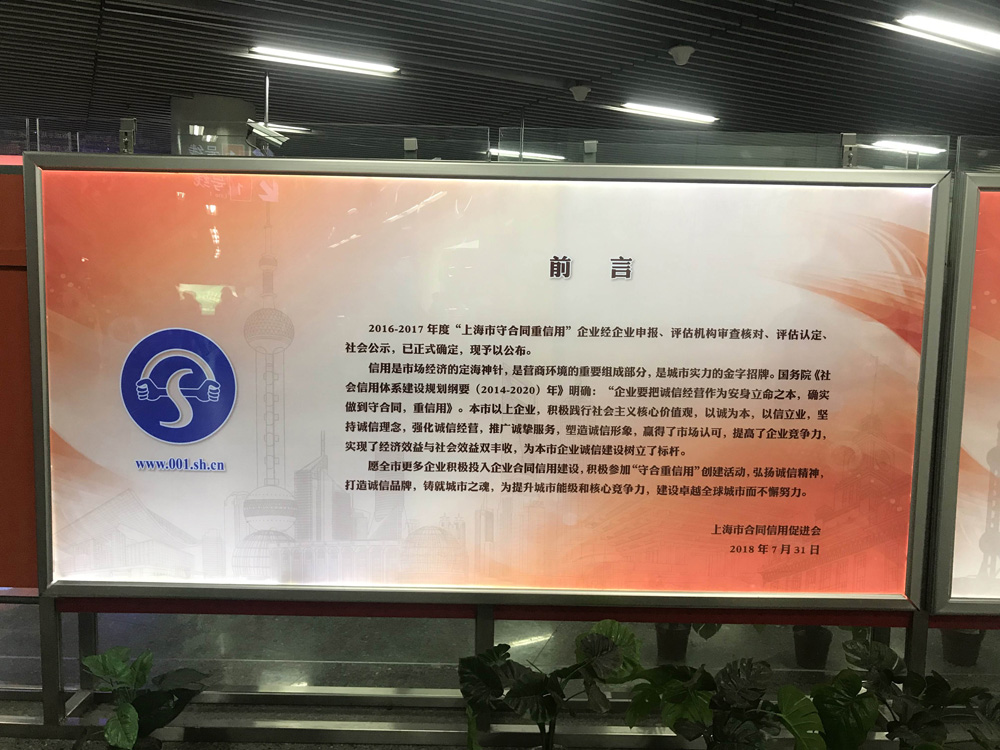 前 言
2016-2017 年度“上海市守合同重信用”企业经企业申报、评估机构审查核对、评估认定、
社会公示，已正式确定，现予以公布。
信用是市场经济的定海神针，是营商环境的重要组成部分，是城市实力的金字招牌。国务院《社
会信用体系建设规划纲要（2014-2020）年》明确：“企业要把诚信经营作为安身立命之本，确实
做到守合同，重信用》。本市以上企业，积极践行社会主义核心价值观，以诚为本，以信立业，坚
持诚信理念，强化诚信经营，推广诚挚服务，塑造诚信形象，赢得了市场认可，提高了企业竞争力，
实现了经济效益与社会效益双丰收，为本市企业诚信建设树立了标杆。
愿全市更多企业积极投入企业合同信用建设，积极参加“守合重信用”创建活动，弘扬诚信精神，
打造诚信品牌，铸就城市之魂，为提升城市能级和核心竞争力，建设卓越全球城市而不懈努力。
上海市合同信用促进会
2018 年 7 月 31 日
www.001.sh.cn